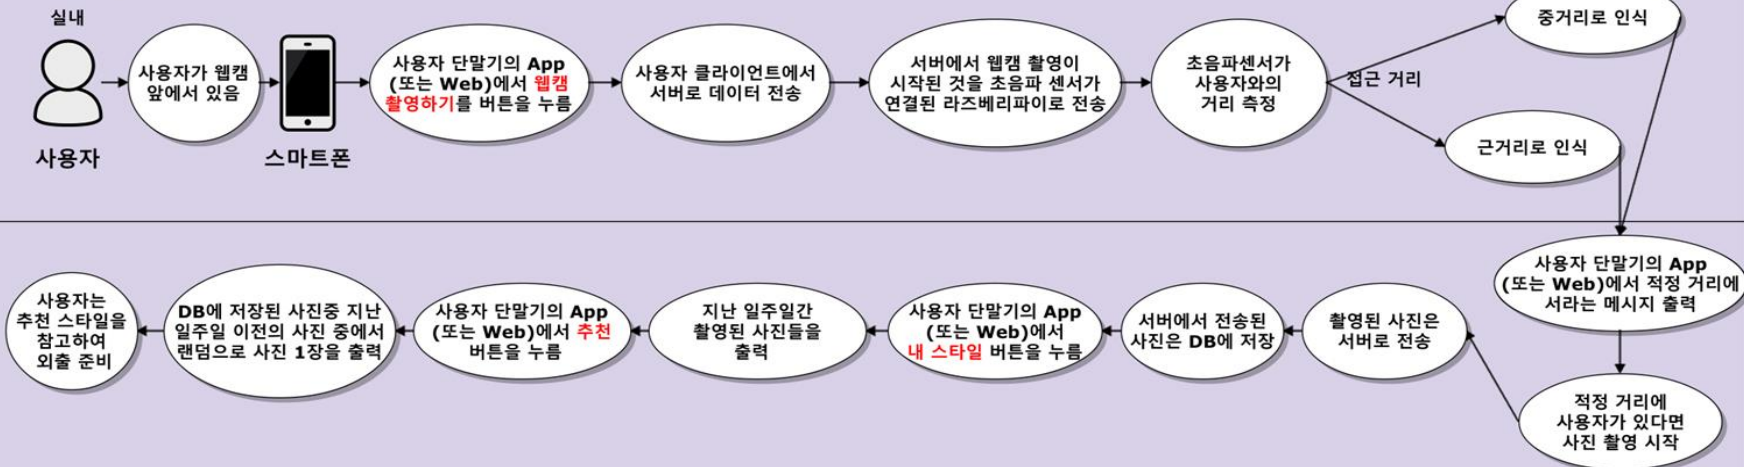 실내
사용자
사용자가 웹캠
앞에서 있음
스마트폰
사용자 단말기의 App
(또는 Web)에서 웹캠
촬영하기를 버튼을 누름
사용자 클라이언트에서
서버로 데이터 전송
서버에서 웹캠 촬영이
시작된 것을 초음파 센서가
연결된 라즈베리파이로 전송
초음파센서가
사용자와의
거리 측정
접근 거리
중거리로 인식
근거리로 인식
사용자 단말기의 App
(또는 Web)에서 적정 거리에
서라는 메시지 출력
적정 거리에
사용자가 있다면
사진 촬영 시작
촬영된 사진은
서버로 전송
서버에서 전송된
사진은 DB에 저장
사용자 단말기의 App
(또는 Web)에서
내 스타일 버튼을 누름
지난 일주일간
촬영된 사진들을
출력
사용자 단말기의 App
(또는 Web)에서 추천
버튼을 누름
DB에 저장된 사진중 지난
일주일 이전의 사진 중에서
랜덤으로 사진 1장을 출력
사용자는
추천 스타일을
참고하여
외출 준비